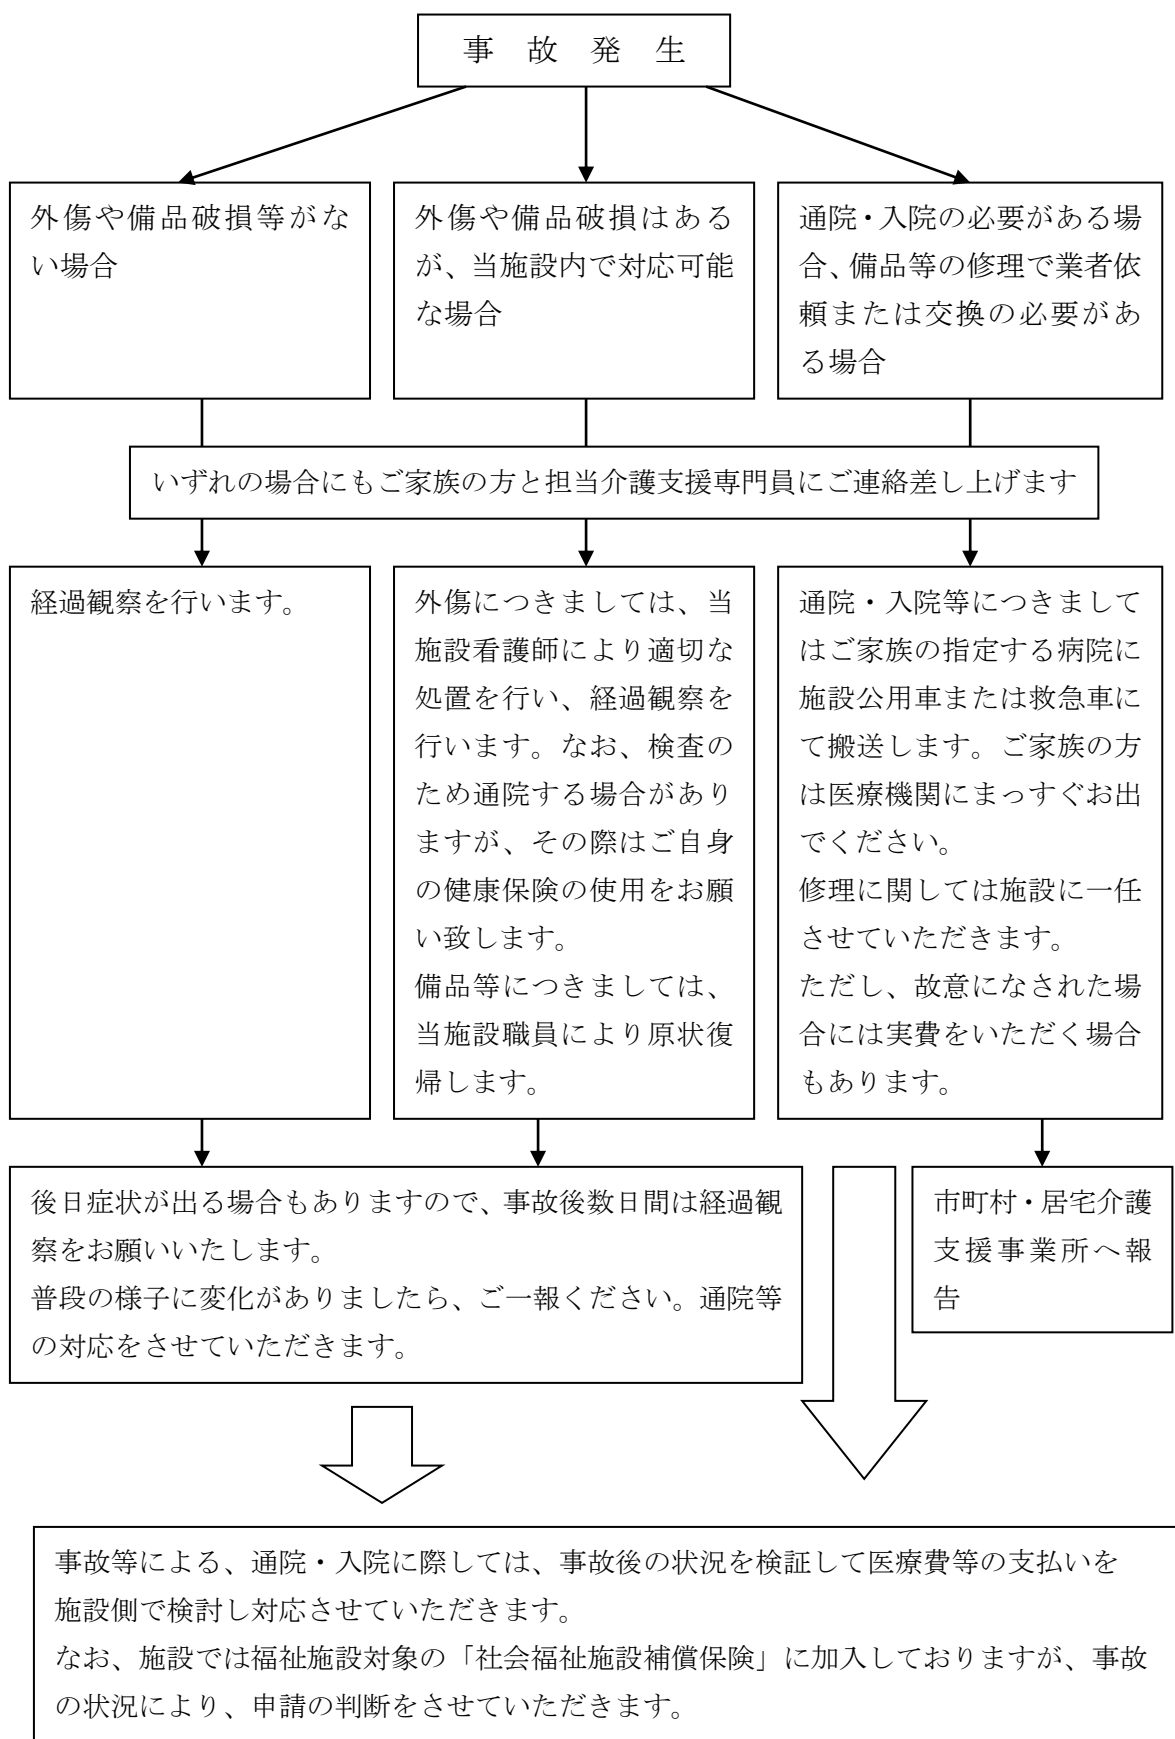 事故発生
外傷や備品破損等がな
い場合
外傷や備品破損はある
が、当施設内で対応可能
な場合
通院・入院の必要がある場
合、備品等の修理で業者依
頼または交換の必要があ
る場合
いずれの場合にもご家族の方と担当介護支援専門員にご連絡差し上げます
経過観察を行います。
外傷につきましては、当
施設看護師により適切な
処置を行い、経過観察を
行います。なお、検査の
ため通院する場合があり
ますが、その際はご自身
の健康保険の使用をお願
い致します。
備品等につきましては、
当施設職員により原状復
帰します。
通院・入院等につきまして
はご家族の指定する病院に
施設公用車または救急車に
て搬送します。ご家族の方
は医療機関にまっすぐお出
でください。
修理に関しては施設に一任
させていただきます。
ただし、故意になされた場
合には実費をいただく場合
もあります。
後日症状が出る場合もありますので、事故後数日間は経過観
察をお願いいたします。
普段の様子に変化がありましたら、ご一報ください。通院等
の対応をさせていただきます。
市町村・居宅介護
支援事業所へ報
告
事故等による、通院・入院に際しては、事故後の状況を検証して医療費等の支払いを
施設側で検討し対応させていただきます。
なお、施設では福祉施設対象の「社会福祉施設補償保険」に加入しておりますが、事故
の状況により、申請の判断をさせていただきます。